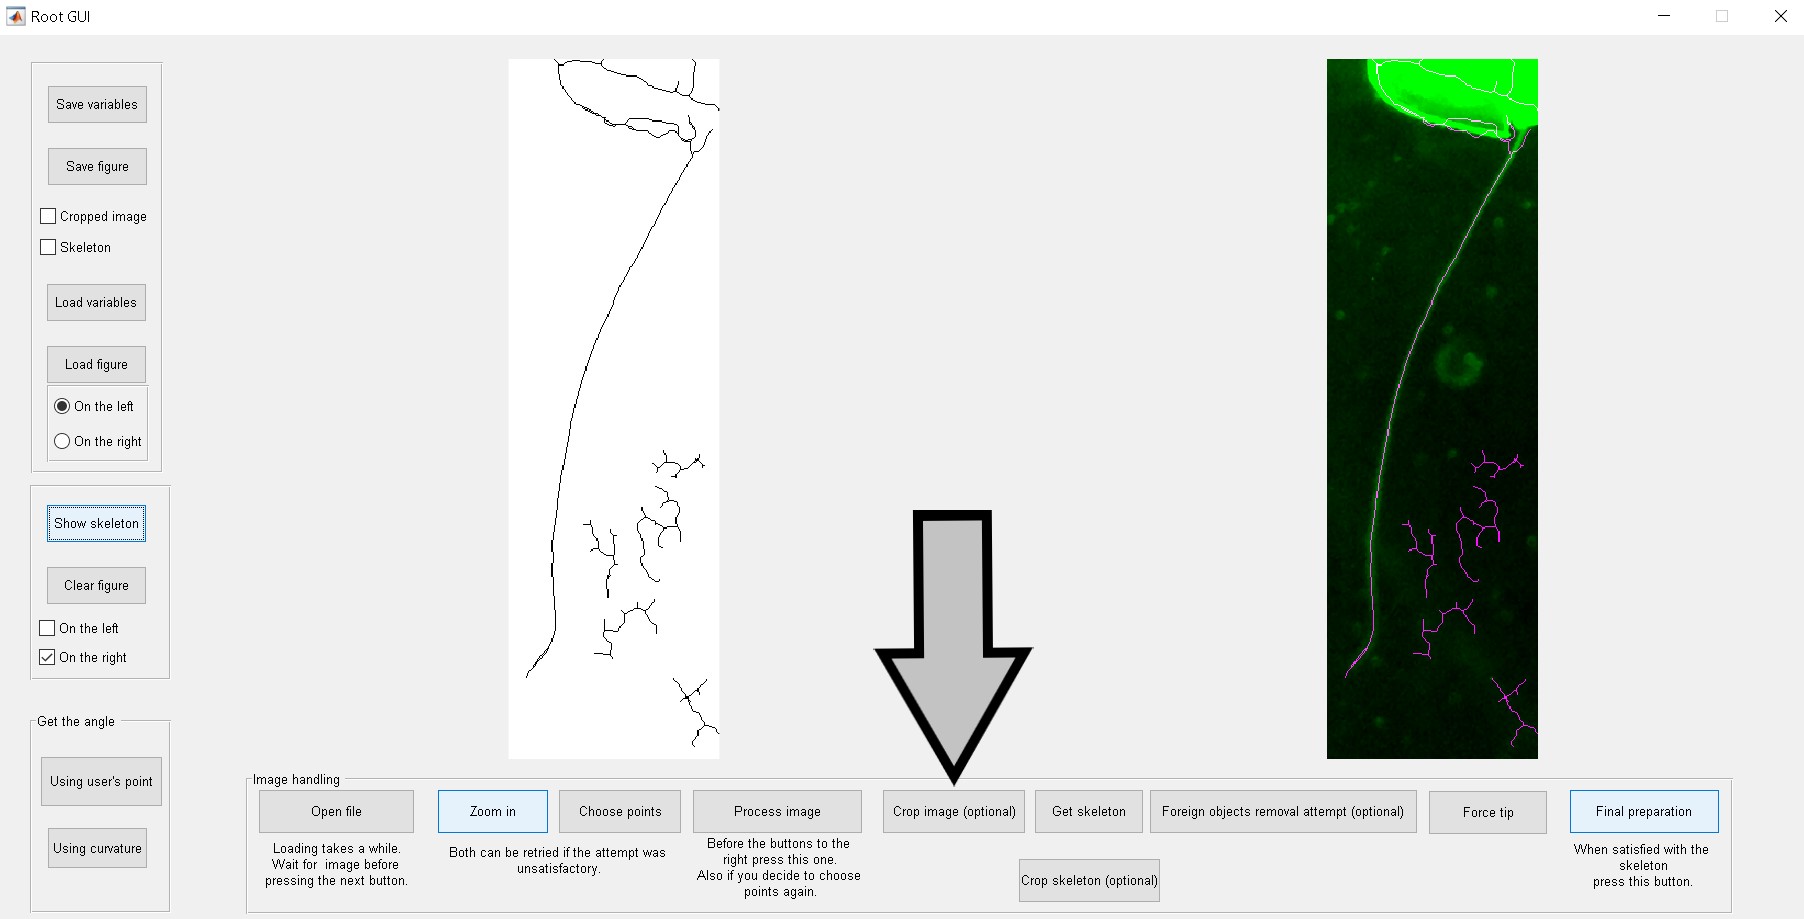 Root GUI
Save variables
Save figure
Cropped image
Skeleton
Load variables
Load figure
On the left
On the right
Show skeleton
Clear figure
On the left
On the right
Get the angle
Using user's point
Using curvature
Image handling
Open file
Loading takes a while.
Wait for image before
pressing the next button.
Zoom in
Choose points
Both can be retried if the attempt was
unsatisfactory.
Process image
Before the buttons to the
right press this one.
Also if you decide to choose
points again.
Crop image (optional)
Get skeleton
Foreign objects removal attempt (optional)
Force tip
Crop skeleton (optional)
Final preparation
When satisfied with the
skeleton
press this button.